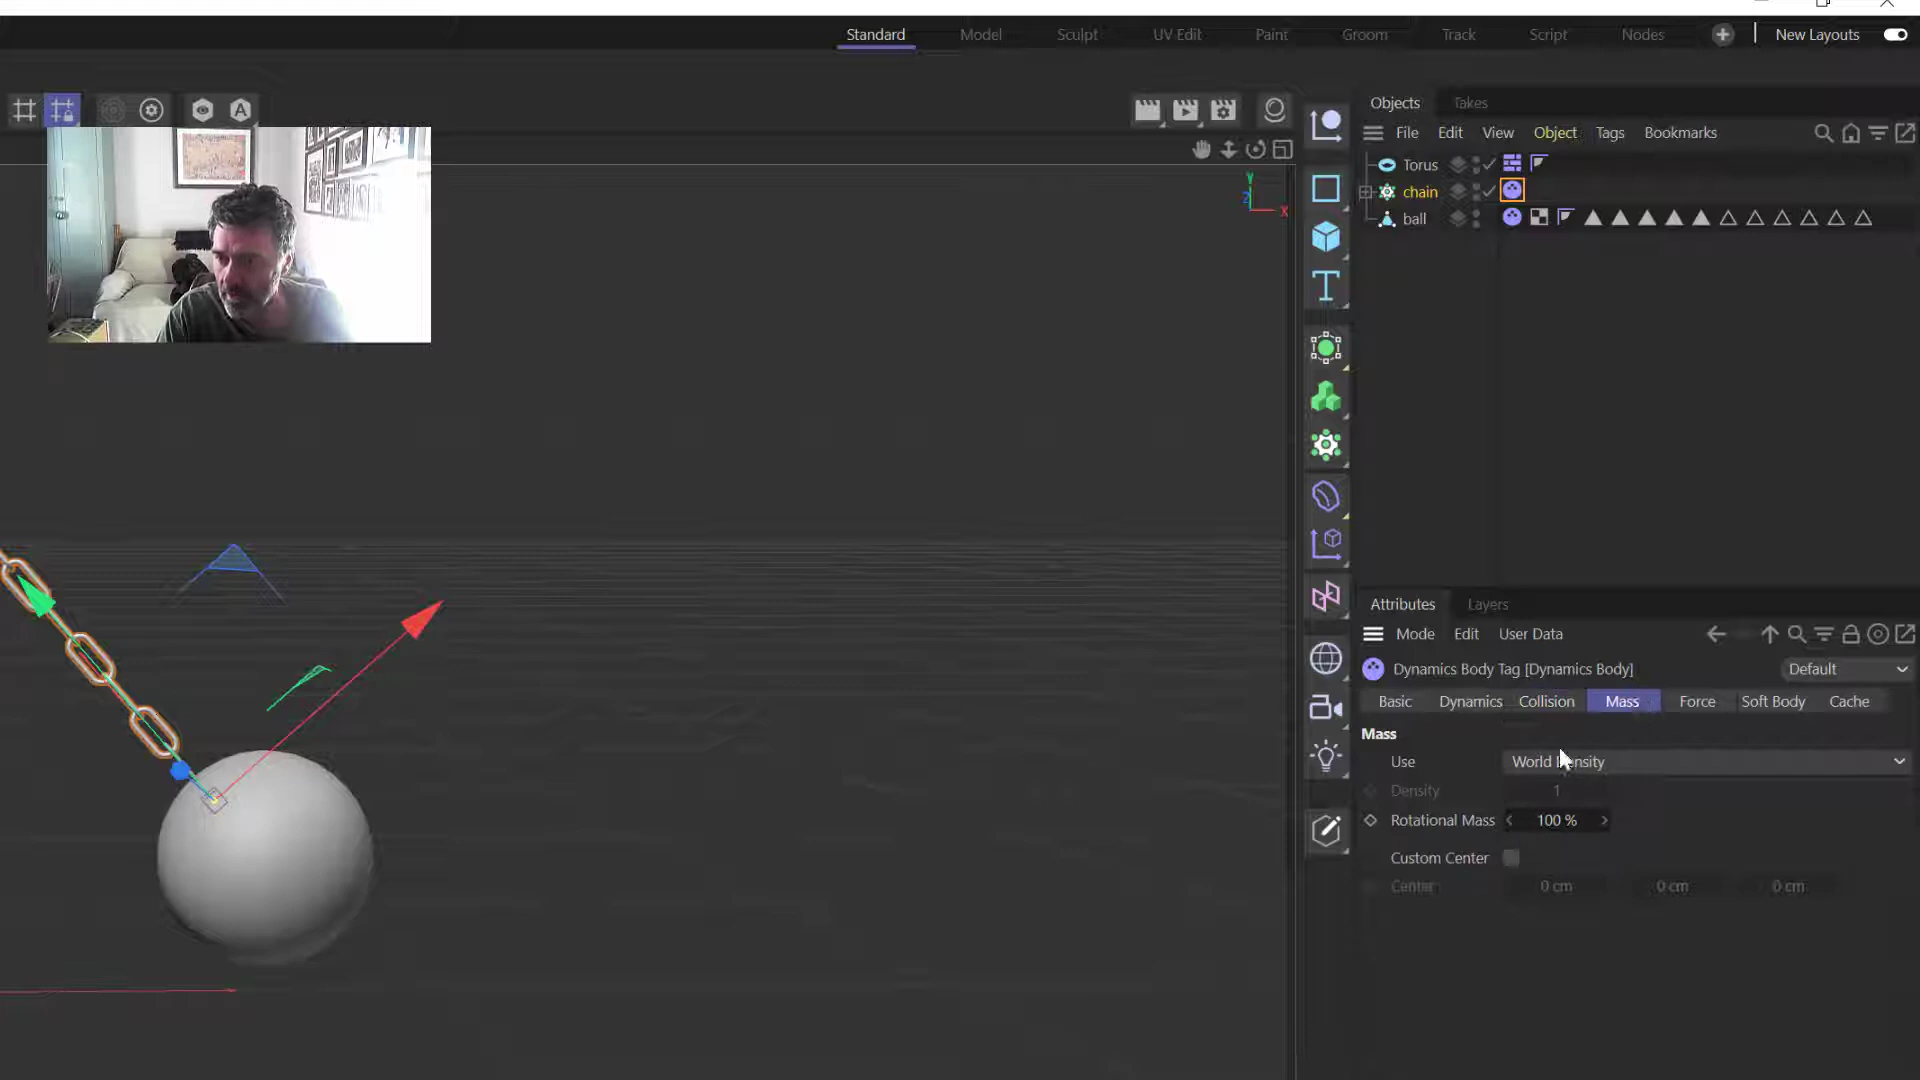 Standard Model Sculpt UV Edit Paint Groom Track Script Nodes New Layouts
Objects Takes
File Edit View Object Tags Bookmarks
Torus
chain
ball
Y
Z
X
Attributes Layers
Mode Edit User Data
Dynamics Body Tag [Dynamics Body] Default
Basic Dynamics Collision Mass Force Soft Body Cache
Mass
Use World Density
Density 1
Rotational Mass 100 %
Custom Center
Center 0 cm 0 cm 0 cm